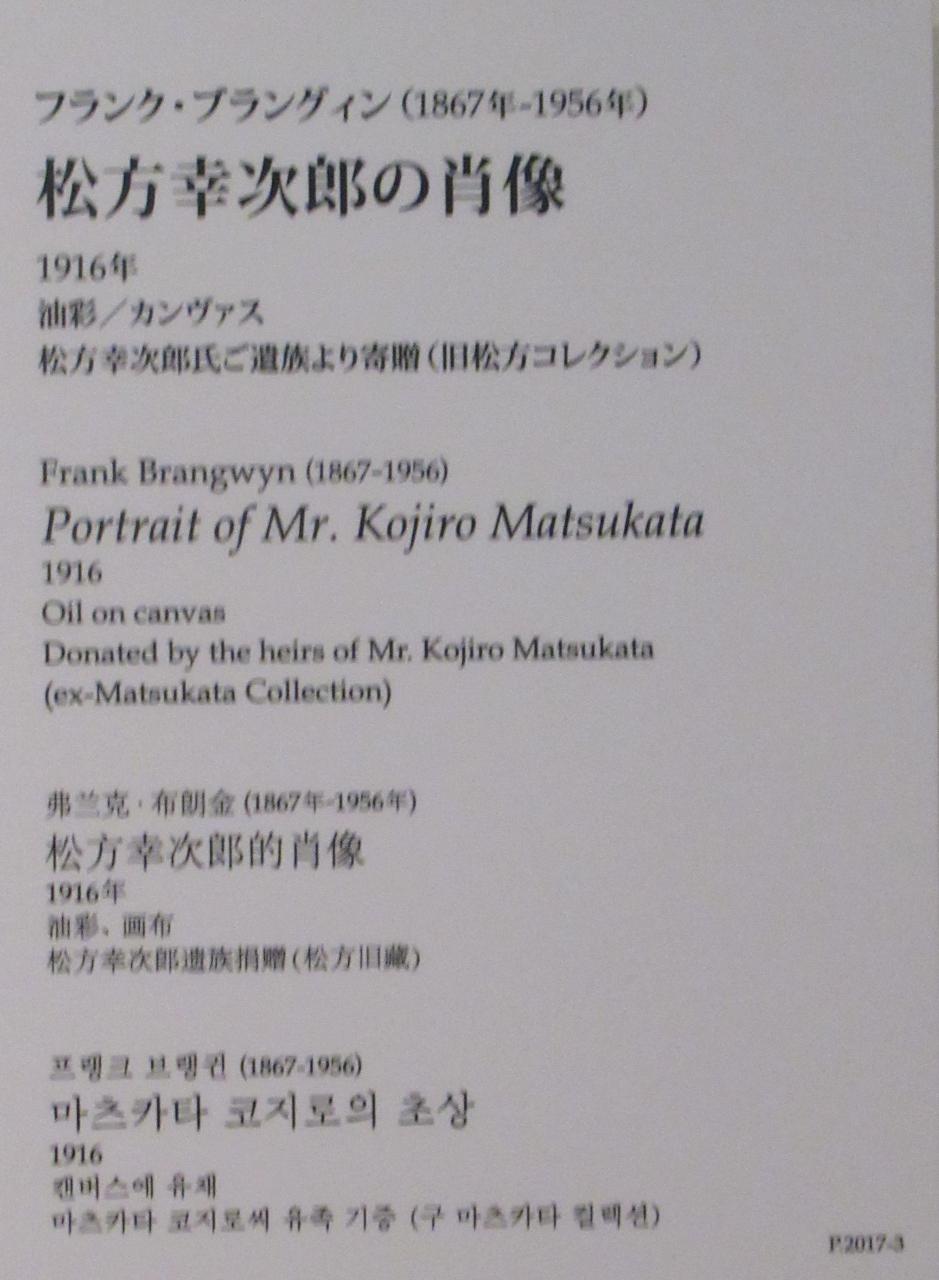 フランク・ブラングィン(1867年-1956年)
松方幸次郎の肖像
1916年
油彩／カンヴァス
松方幸次郎氏ご遺族より寄贈(旧松方コレクション)
Frank Brangwyn (1867-1956)
Portrait of Mr. Kojiro Matsukata
1916
Oil on canvas
Donated by the heirs of Mr. Kojiro Matsukata
(ex-Matsukata Collection)
弗兰克·布朗金 (1867年-1956年)
松方幸次郎的肖像
1916年
油彩、画布
松方幸次郎遗族捐赠(松方旧藏)
프랭크 브랭귄 (1867-1956)
마츠카타 코지로의 초상
1916
캔버스에 유채
마츠카타 코지로씨 유족 기증 (구 마츠카타 컬렉션)
P.2017-3